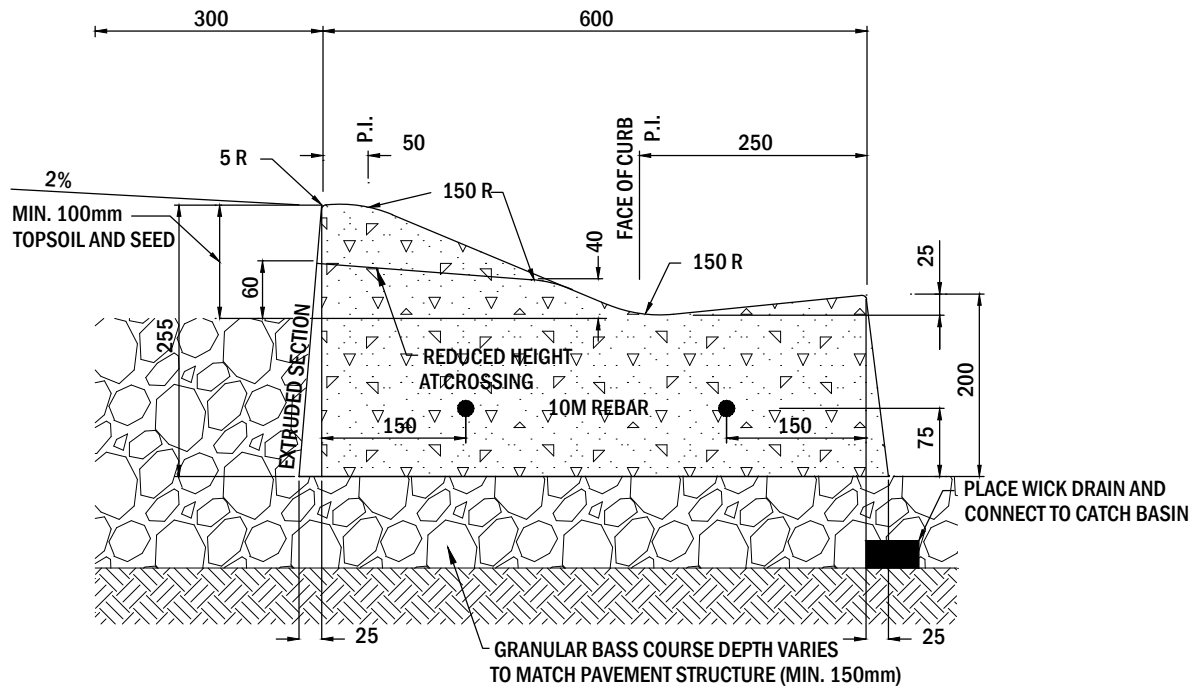 300
600
P.I.
50
FACE OF CURB
P.I.
250
5 R
150 R
2%
MIN. 100mm
TOPSOIL AND SEED
40
150 R
25
60
255
EXTRUDED SECTION
REDUCED HEIGHT
AT CROSSING
10M REBAR
150
150
75
200
PLACE WICK DRAIN AND
CONNECT TO CATCH BASIN
25
25
GRANULAR BASS COURSE DEPTH VARIES
TO MATCH PAVEMENT STRUCTURE (MIN. 150mm)